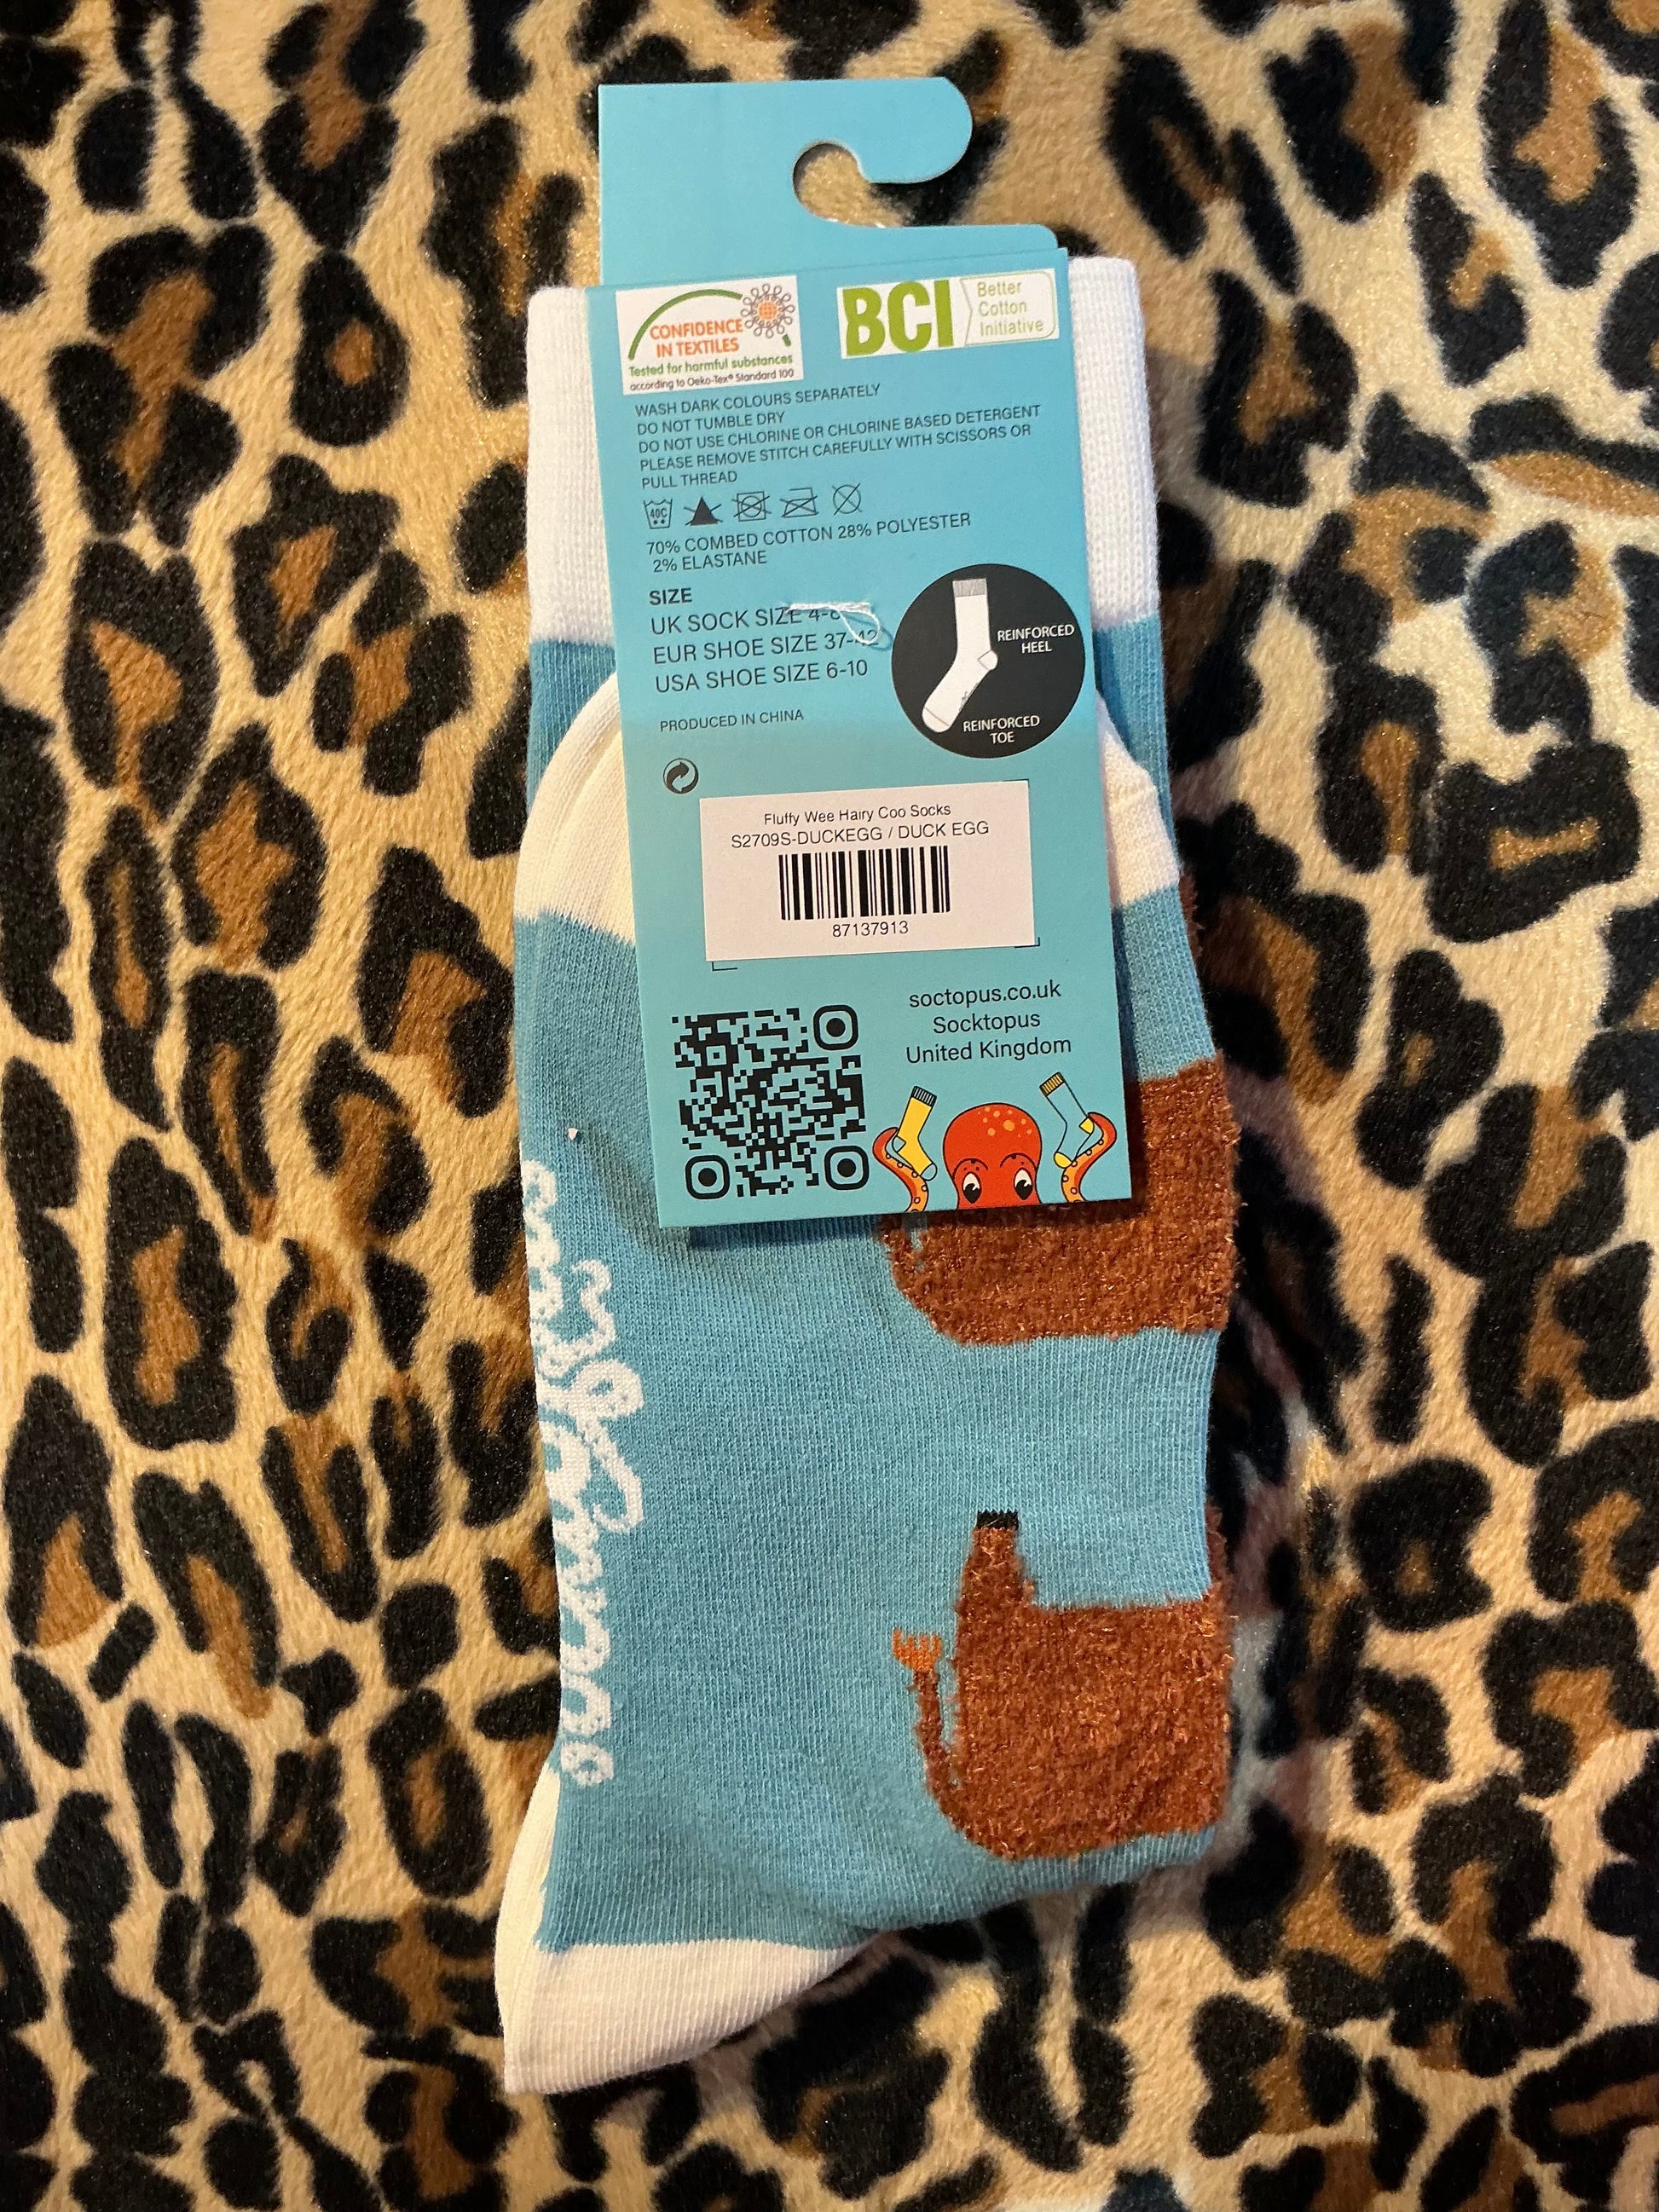 CONFIDENCE
IN TEXTILES
Tested for harmful substances
according to Oeko-Tex® Standard 100
BCI
Better
Cotton
Initiative
WASH DARK COLOURS SEPARATELY
DO NOT TUMBLE DRY
DO NOT USE CHLORINE OR CHLORINE BASED DETERGENT
PLEASE REMOVE STITCH CAREFULLY WITH SCISSORS OR
PULL THREAD
40C
70% COMBED COTTON 28% POLYESTER
2% ELASTANE
SIZE
UK SOCK SIZE 4-8
EUR SHOE SIZE 37-42
USA SHOE SIZE 6-10
REINFORCED
HEEL
REINFORCED
TOE
PRODUCED IN CHINA
Fluffy Wee Hairy Coo Socks
S2709S-DUCKEGG / DUCK EGG
87137913
soctopus.co.uk
Socktopus
United Kingdom